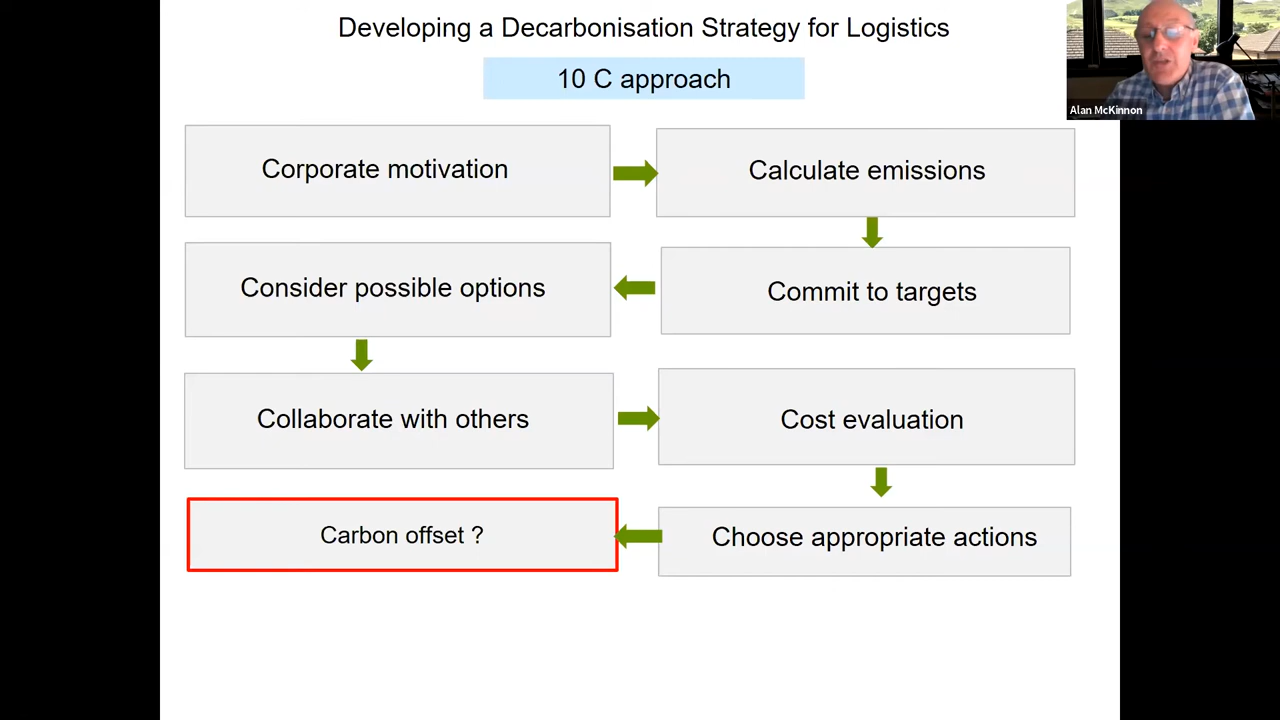 Developing a Decarbonisation Strategy for Logistics
10 C approach
Alan McKinnon
Corporate motivation
Calculate emissions
Consider possible options
Commit to targets
Collaborate with others
Cost evaluation
Carbon offset ?
Choose appropriate actions